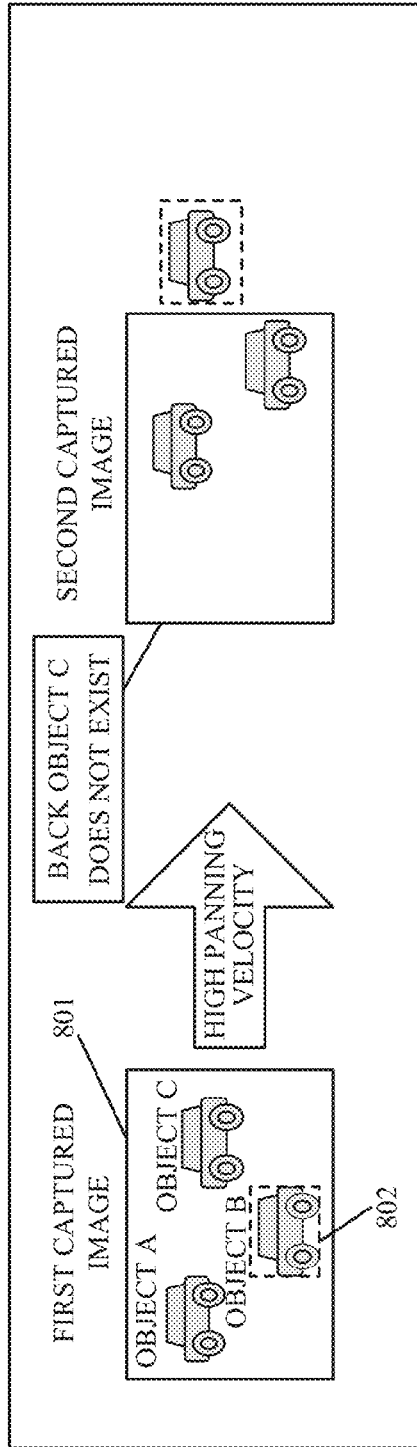 FIRST CAPTURED
IMAGE
801
OBJECT A
OBJECT C
OBJECT B
802
HIGH PANNING
VELOCITY
BACK OBJECT C
DOES NOT EXIST
SECOND CAPTURED
IMAGE